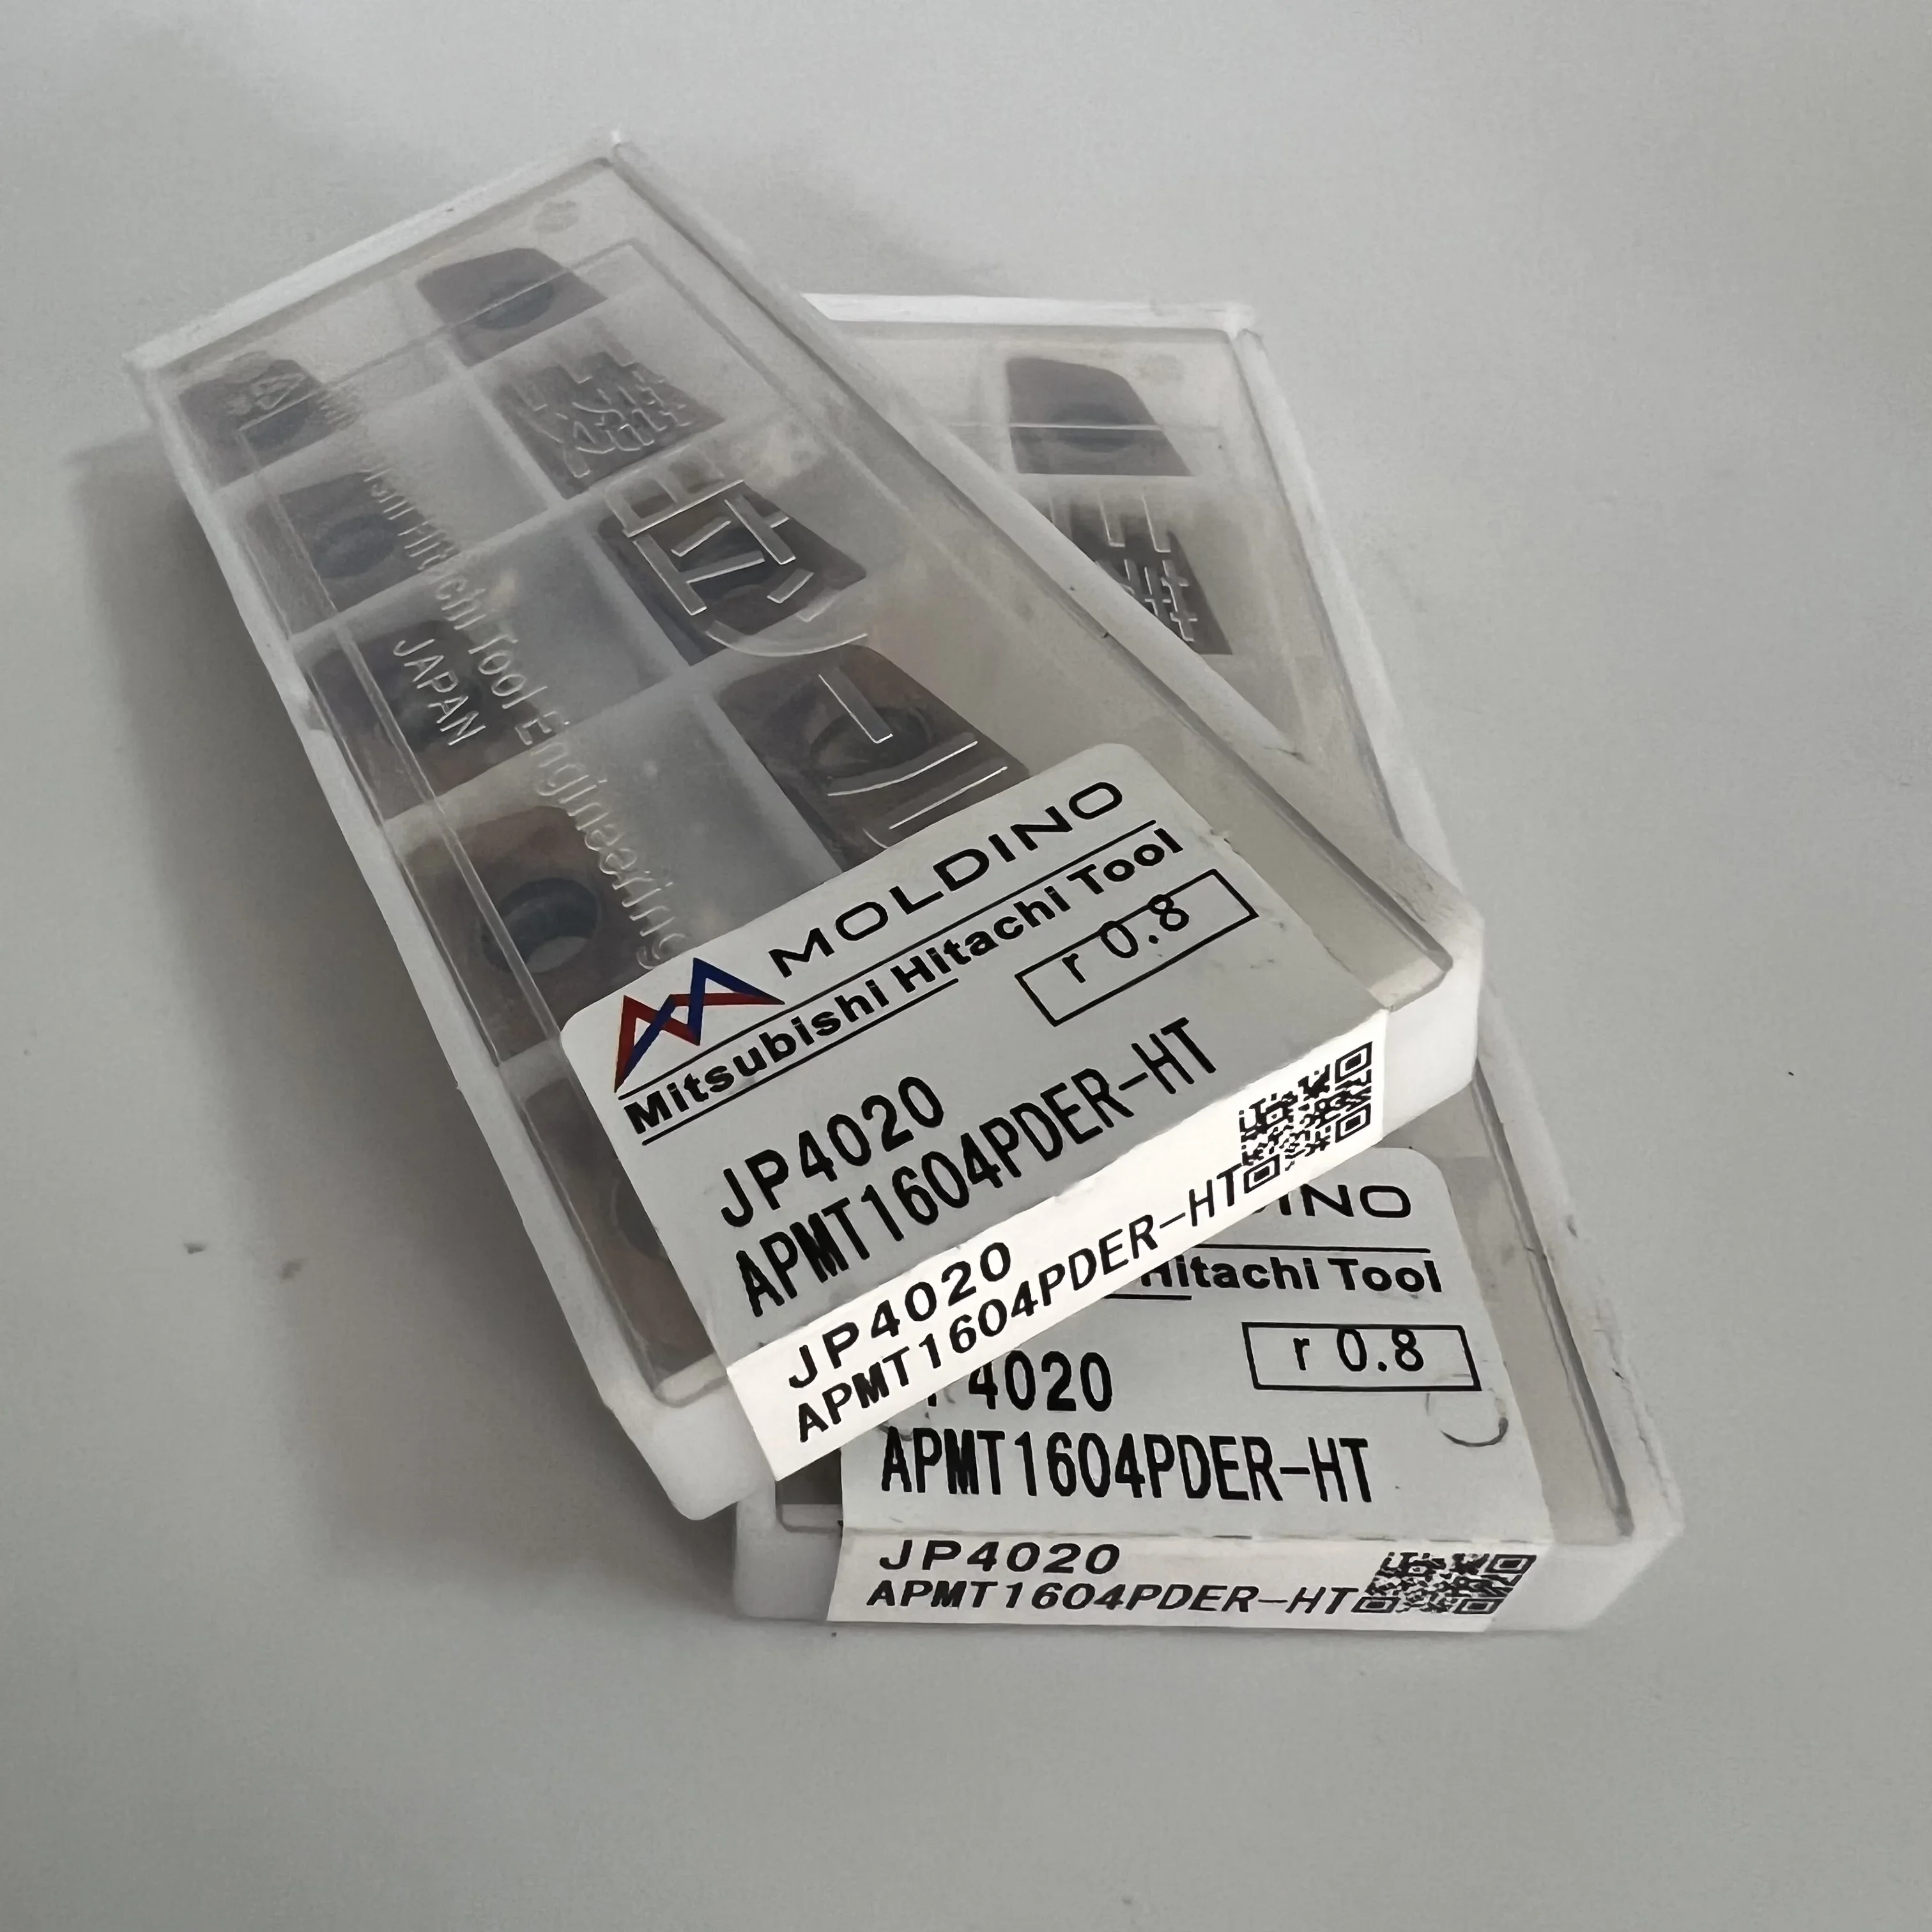 MOLDINO
Mitsubishi Hitachi Tool
r 0.8
JP4020
APMT1604PDER-HT
JP4020
APMT1604PDER-HT
Hitachi Tool Engineering
JAPAN
INO
Hitachi Tool
r 0.8
4020
APMT1604PDER-HT
JP4020
APMT1604PDER-HT